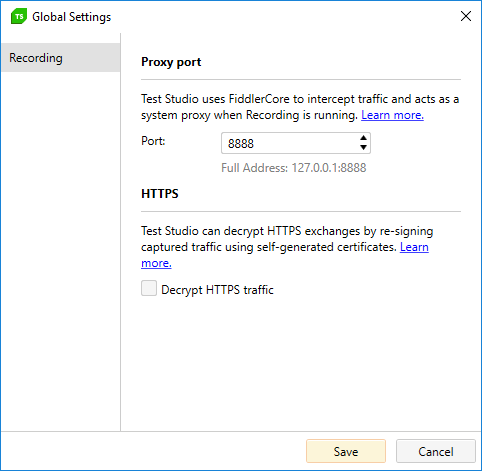 TS Global Settings
Recording
Proxy port
Test Studio uses FiddlerCore to intercept traffic and acts as a
system proxy when Recording is running. Learn more.
Port: 8888
Full Address: 127.0.0.1:8888
HTTPS
Test Studio can decrypt HTTPS exchanges by re-signing
captured traffic using self-generated certificates. Learn
more.
Decrypt HTTPS traffic
Save Cancel